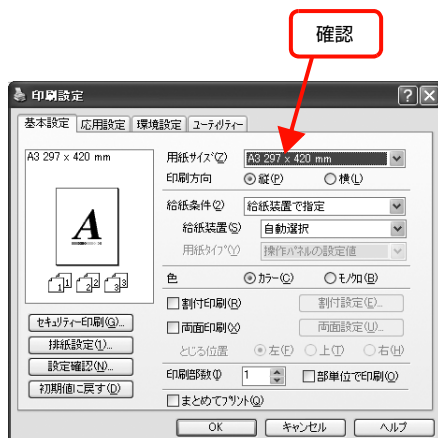 確認
印刷設定
基本設定 応用設定 環境設定 ユーティリティー
A3 297 x 420 mm
用紙サイズ(Z) A3 297 x 420 mm
印刷方向 縦(P) 横(L)
給紙条件(2) 給紙装置で指定
給紙装置(S) 自動選択
用紙タイプ(Y) 操作パネルの設定値
A
1 1 2 2 3 3
色 カラー(C) モノクロ(B)
割付印刷(R) 割付設定(E)...
セキュリティー印刷(G)...
両面印刷(X) 両面設定(U)...
排紙設定(1)...
とじる位置 左(F) 上(T) 右(H)
設定確認(N)...
印刷部数(I) 1 部単位で印刷(O)
初期値に戻す(D)
まとめてプリント(Q)
OK キャンセル ヘルプ